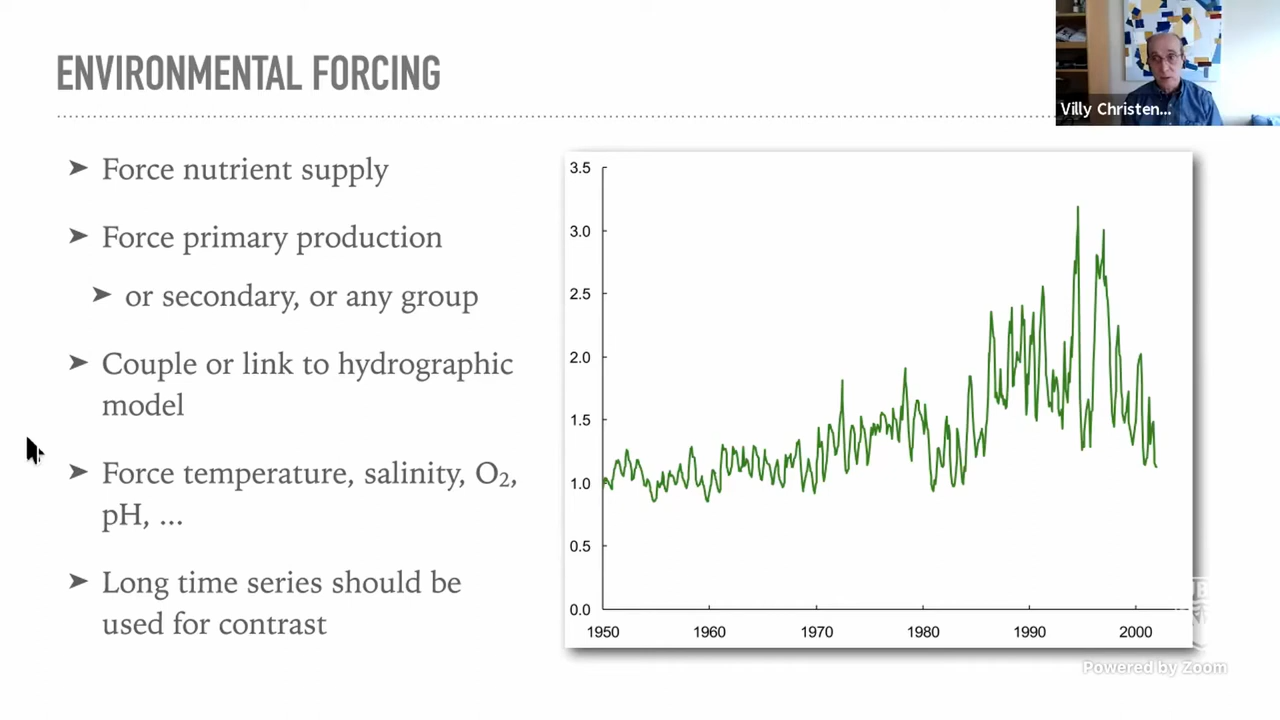 ENVIRONMENTAL FORCING
Villy Christen...
➤ Force nutrient supply
➤ Force primary production
➤ or secondary, or any group
➤ Couple or link to hydrographic
model
➤ Force temperature, salinity, O₂,
pH, ...
➤ Long time series should be
used for contrast
3.5
3.0
2.5
2.0
1.5
1.0
0.5
0.0
1950 1960 1970 1980 1990 2000
Powered by Zoom